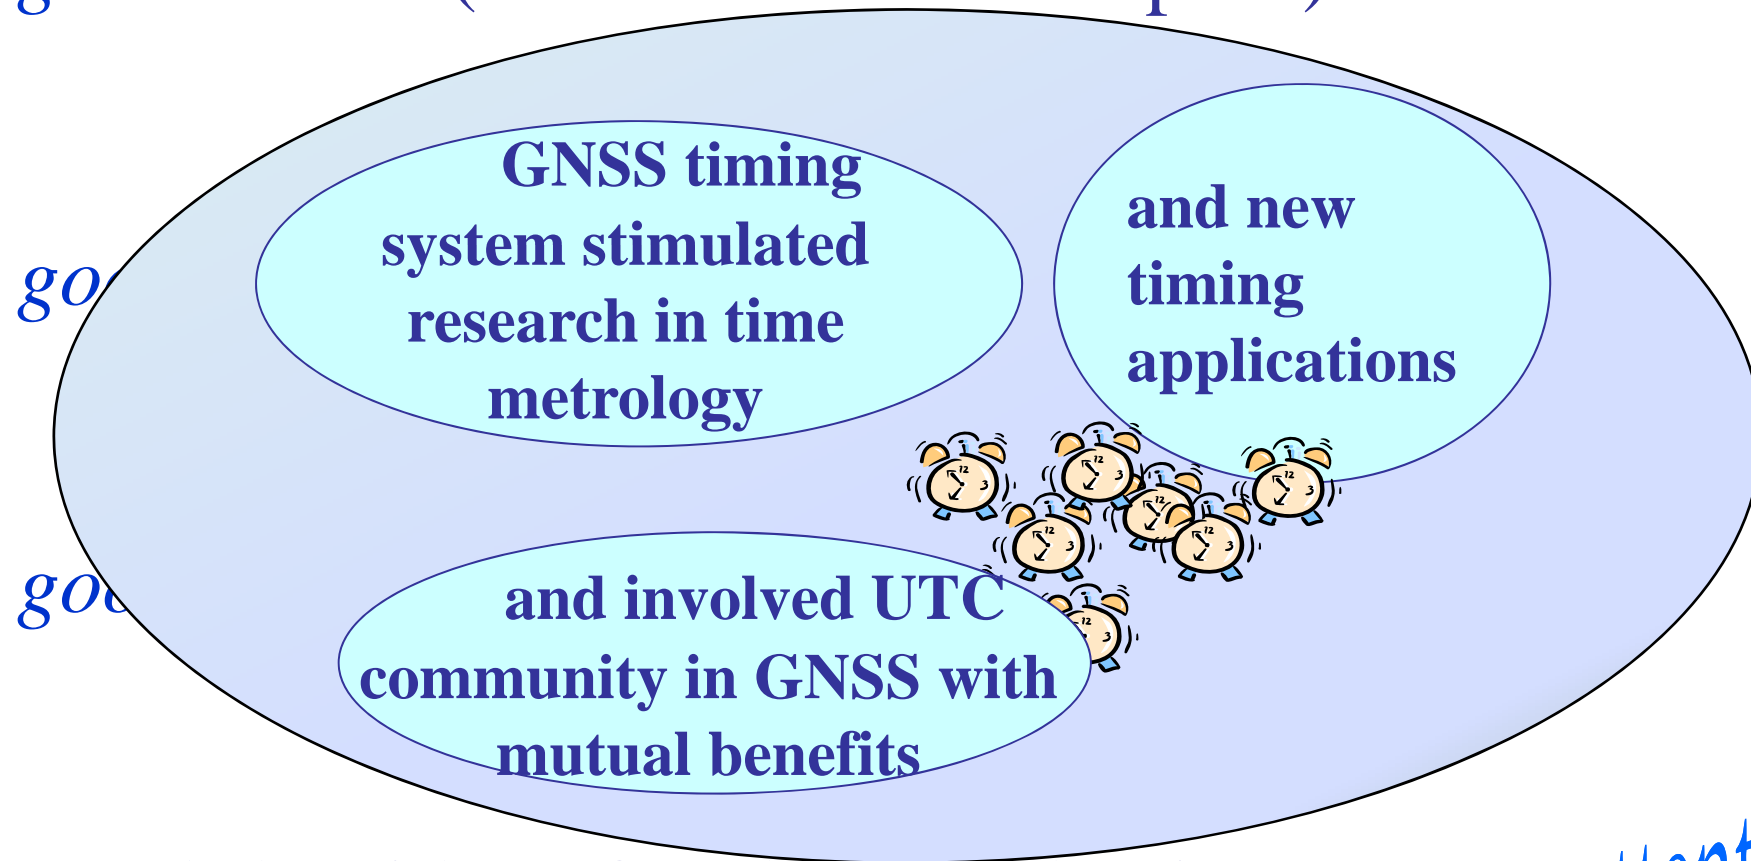 GNSS timing
system stimulated
research in time
metrology
and new
timing
applications
and involved UTC
community in GNSS with
mutual benefits